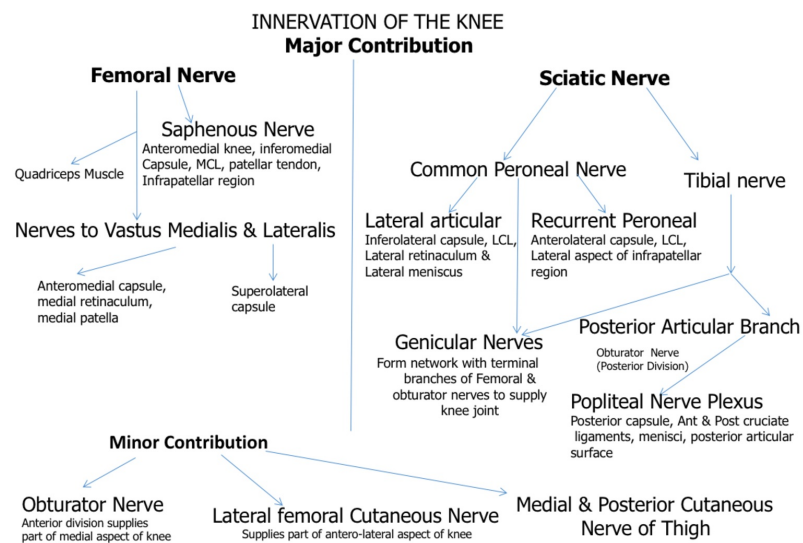 INNERVATION OF THE KNEE
Major Contribution
Femoral Nerve
Saphenous Nerve
Anteromedial knee, inferomedial
Capsule, MCL, patellar tendon,
Infrapatellar region
Quadriceps Muscle
Nerves to Vastus Medialis & Lateralis
Anteromedial capsule,
medial retinaculum,
medial patella
Superolateral
capsule
Sciatic Nerve
Common Peroneal Nerve
Tibial nerve
Lateral articular
Inferolateral capsule, LCL,
Lateral retinaculum &
Lateral meniscus
Recurrent Peroneal
Anterolateral capsule, LCL,
Lateral aspect of infrapatellar
region
Genicular Nerves
Form network with terminal
branches of Femoral &
obturator nerves to supply
knee joint
Posterior Articular Branch
Obturator Nerve
(Posterior Division)
Popliteal Nerve Plexus
Posterior capsule, Ant & Post cruciate
ligaments, menisci, posterior articular
surface
Minor Contribution
Obturator Nerve
Anterior division supplies
part of medial aspect of knee
Lateral femoral Cutaneous Nerve
Supplies part of antero-lateral aspect of knee
Medial & Posterior Cutaneous
Nerve of Thigh